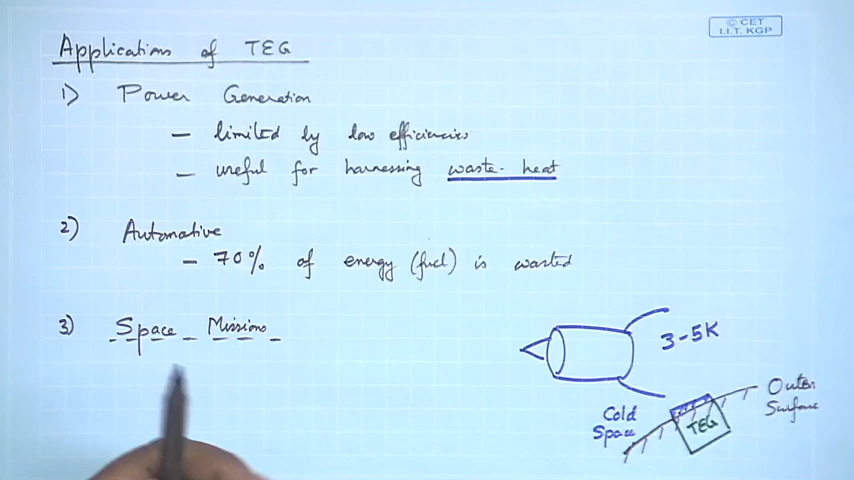 © CET
I.I.T. KGP
Applications of TEG
1) Power Generation
- limited by low efficiencies
- useful for harnessing waste-heat
2) Automative
- 70% of energy (fuel) is wasted
3) Space Missions
3-5K
Outer
Surface
Cold
Space
TEG